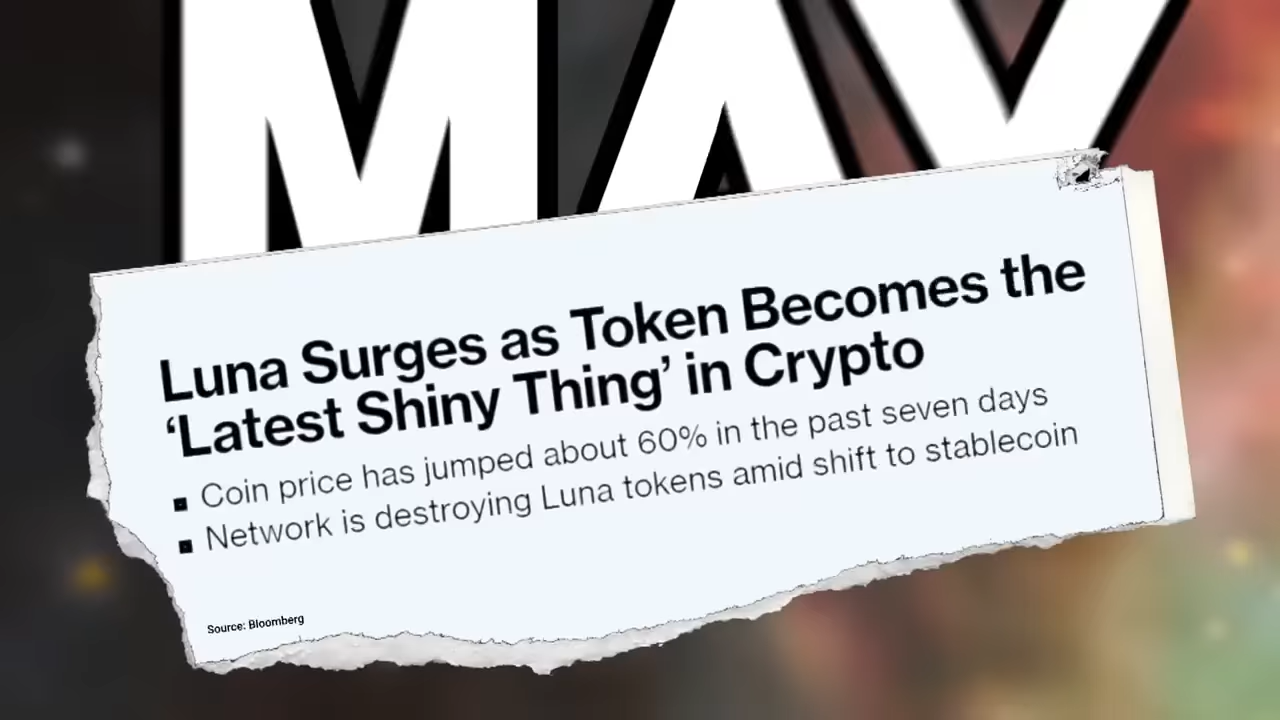 MAY
Luna Surges as Token Becomes the
‘Latest Shiny Thing’ in Crypto
▪ Coin price has jumped about 60% in the past seven days
▪ Network is destroying Luna tokens amid shift to stablecoin
Source: Bloomberg